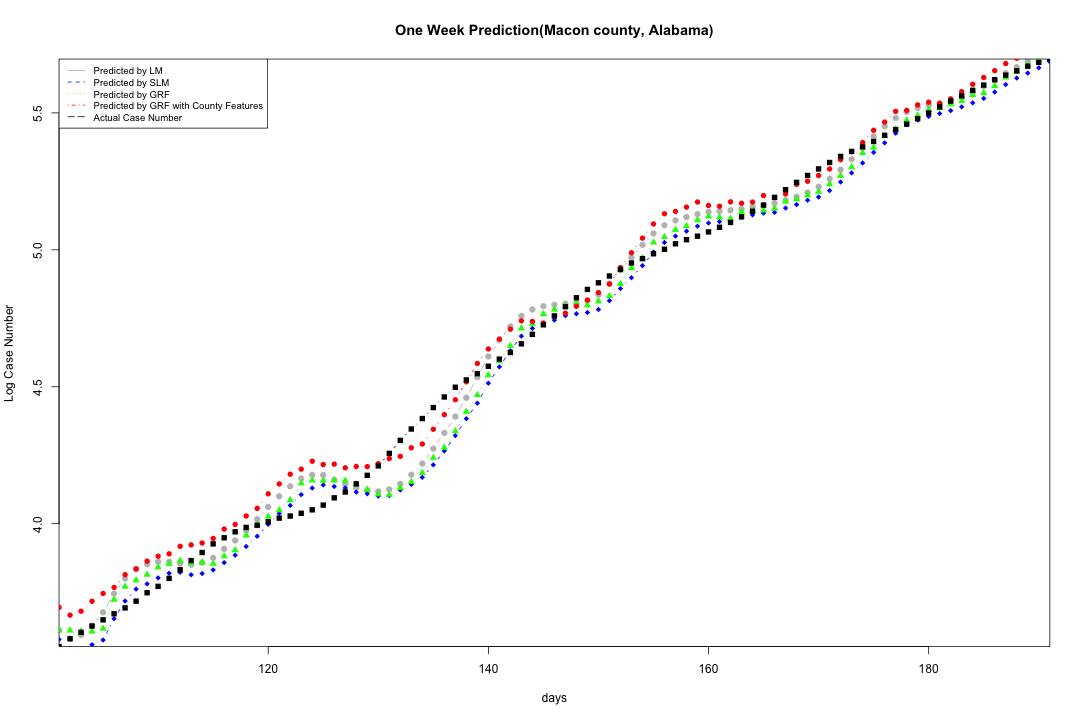 One Week Prediction(Macon county, Alabama)
Predicted by LM
Predicted by SLM
Predicted by GRF
Predicted by GRF with County Features
Actual Case Number
5.5
5.0
4.5
4.0
Log Case Number
120 140 160 180
days